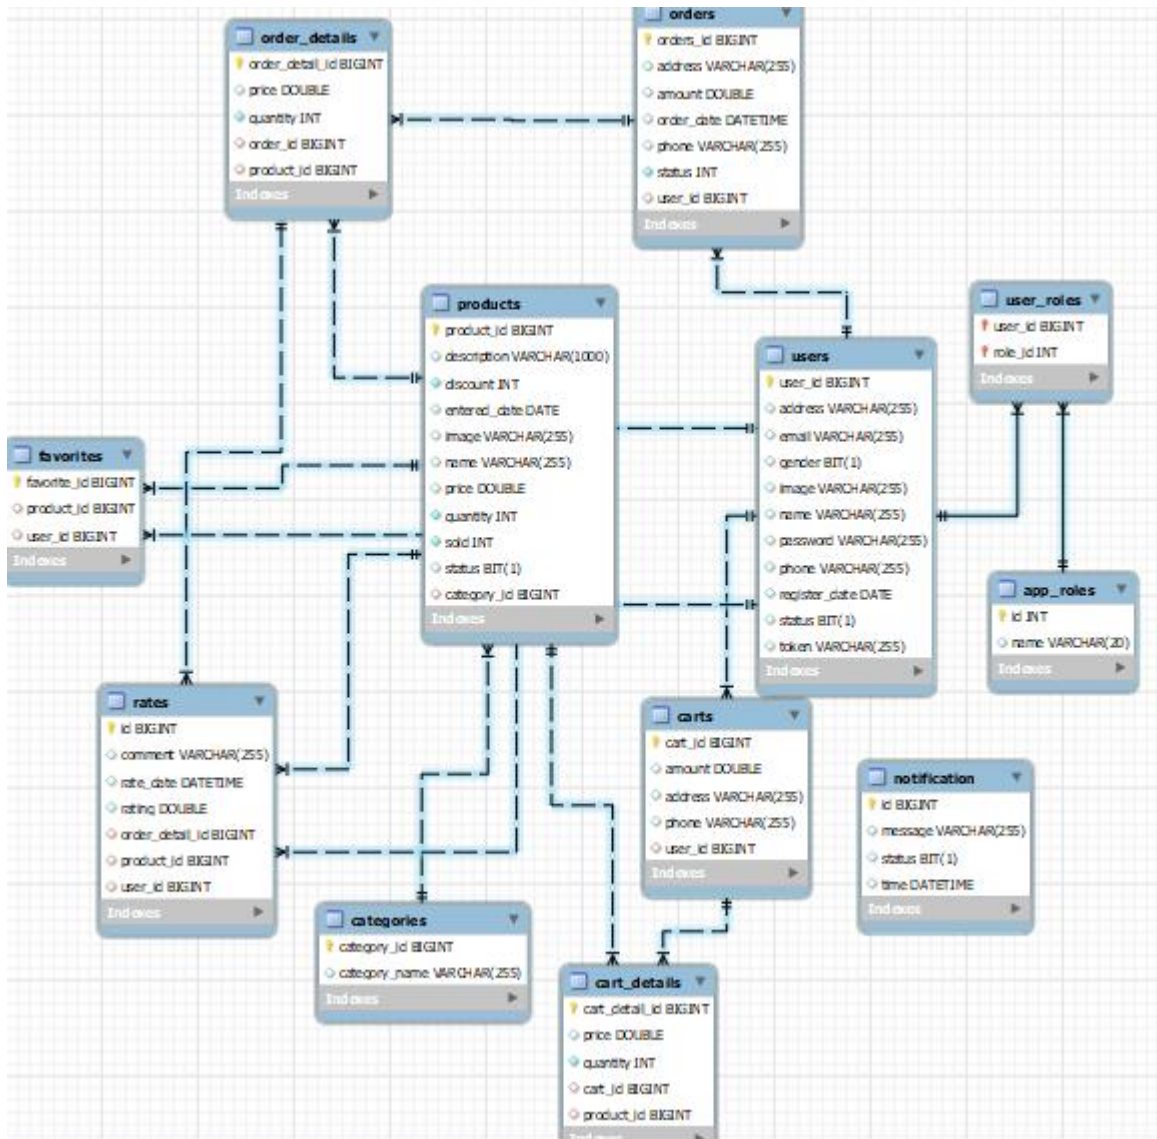 order_details
order_detail_id BIGINT
price DOUBLE
quantity INT
order_id BIGINT
product_id BIGINT
Indexes
orders
orders_id BIGINT
address VARCHAR(255)
amount DOUBLE
order_date DATETIME
phone VARCHAR(255)
status INT
user_id BIGINT
Indexes
products
product_id BIGINT
description VARCHAR(1000)
discount INT
entered_date DATE
image VARCHAR(255)
name VARCHAR(255)
price DOUBLE
quantity INT
sold INT
status BIT(1)
category_id BIGINT
Indexes
users
user_id BIGINT
address VARCHAR(255)
email VARCHAR(255)
gender BIT(1)
image VARCHAR(255)
name VARCHAR(255)
password VARCHAR(255)
phone VARCHAR(255)
register_date DATE
status BIT(1)
token VARCHAR(255)
Indexes
user_roles
user_id BIGINT
role_id INT
Indexes
favorites
favorite_id BIGINT
product_id BIGINT
user_id BIGINT
Indexes
app_roles
id INT
name VARCHAR(20)
Indexes
rates
id BIGINT
comment VARCHAR(255)
rate_date DATETIME
rating DOUBLE
order_detail_id BIGINT
product_id BIGINT
user_id BIGINT
Indexes
carts
cart_id BIGINT
amount DOUBLE
address VARCHAR(255)
phone VARCHAR(255)
user_id BIGINT
Indexes
notification
id BIGINT
message VARCHAR(255)
status BIT(1)
time DATETIME
Indexes
categories
category_id BIGINT
category_name VARCHAR(255)
Indexes
cart_details
cart_detail_id BIGINT
price DOUBLE
quantity INT
cart_id BIGINT
product_id BIGINT
Indexes